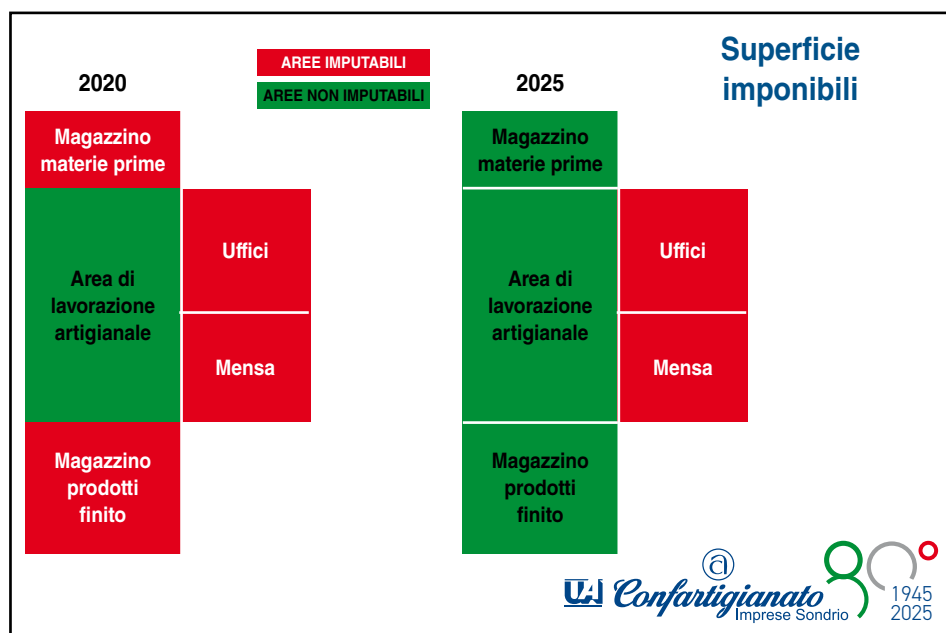 Superficie
imponibili
AREE IMPUTABILI
AREE NON IMPUTABILI
2020
Magazzino
materie prime
Area di
lavorazione
artigianale
Uffici
Mensa
Magazzino
prodotti
finito
2025
Magazzino
materie prime
Area di
lavorazione
artigianale
Uffici
Mensa
Magazzino
prodotti
finito
@
UA Confartigianato
Imprese Sondrio
80°
1945
2025